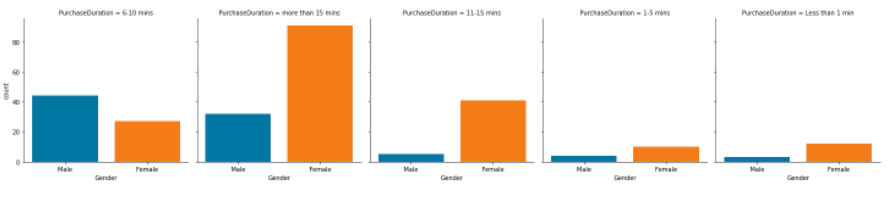 PurchaseDuration = 6-10 mins
PurchaseDuration = more than 15 mins
PurchaseDuration = 11-15 mins
PurchaseDuration = 1-5 mins
PurchaseDuration = Less than 1 min
count
80
60
40
20
0
Male Female
Gender
Male Female
Gender
Male Female
Gender
Male Female
Gender
Male Female
Gender